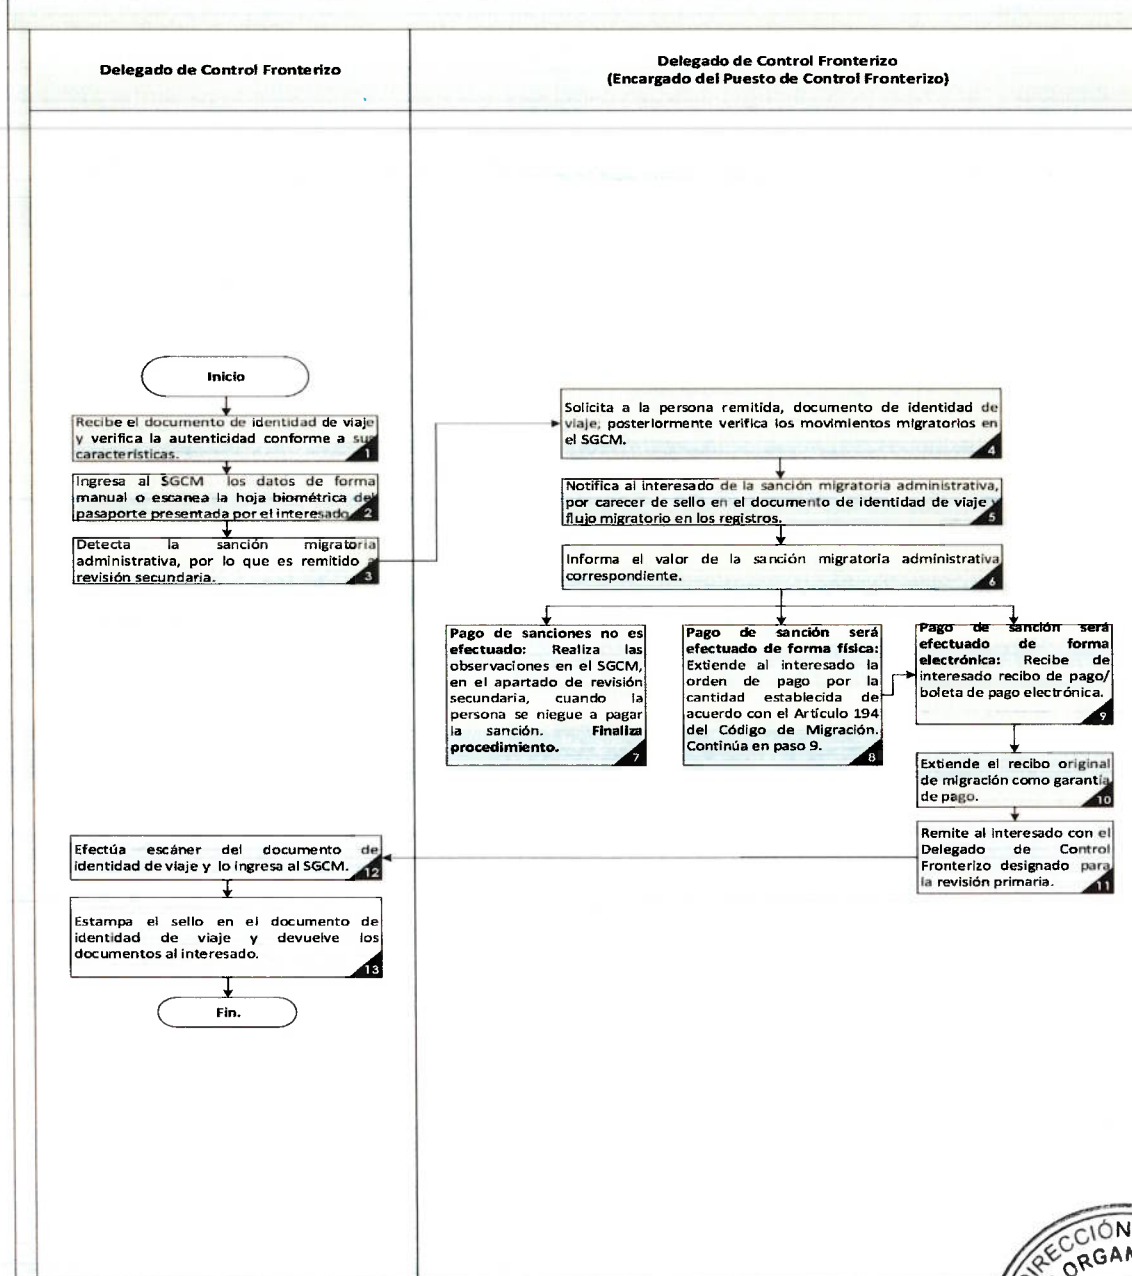 Delegado de Control Fronterizo
Delegado de Control Fronterizo
(Encargado del Puesto de Control Fronterizo)
Inicio
Recibe el documento de identidad de viaje
y verifica la autenticidad conforme a sus
características.
1
Ingresa al SGCM los datos de forma
manual o escanea la hoja biométrica del
pasaporte presentada por el interesado
2
Detecta la sanción migratoria
administrativa, por lo que es remitido a
revisión secundaria.
3
Solicita a la persona remitida, documento de identidad de
viaje; posteriormente verifica los movimientos migratorios en
el SGCM.
4
Notifica al interesado de la sanción migratoria administrativa,
por carecer de sello en el documento de identidad de viaje y
flujo migratorio en los registros.
5
Informa el valor de la sanción migratoria administrativa
correspondiente.
6
Pago de sanciones no es
efectuado: Realiza las
observaciones en el SGCM,
en el apartado de revisión
secundaria, cuando la
persona se niegue a pagar
la sanción. Finaliza
procedimiento.
7
Pago de sanción será
efectuado de forma física:
Extiende al interesado la
orden de pago por la
cantidad establecida de
acuerdo con el Artículo 194
del Código de Migración.
Continúa en paso 9.
8
Pago de sanción será
efectuado de forma
electrónica: Recibe de
interesado recibo de pago/
boleta de pago electrónica.
9
Extiende el recibo original
de migración como garantía
de pago.
10
Remite al interesado con el
Delegado de Control
Fronterizo designado para
la revisión primaria.
11
Efectúa escáner del documento de
identidad de viaje y lo ingresa al SGCM.
12
Estampa el sello en el documento de
identidad de viaje y devuelve los
documentos al interesado.
13
Fin.